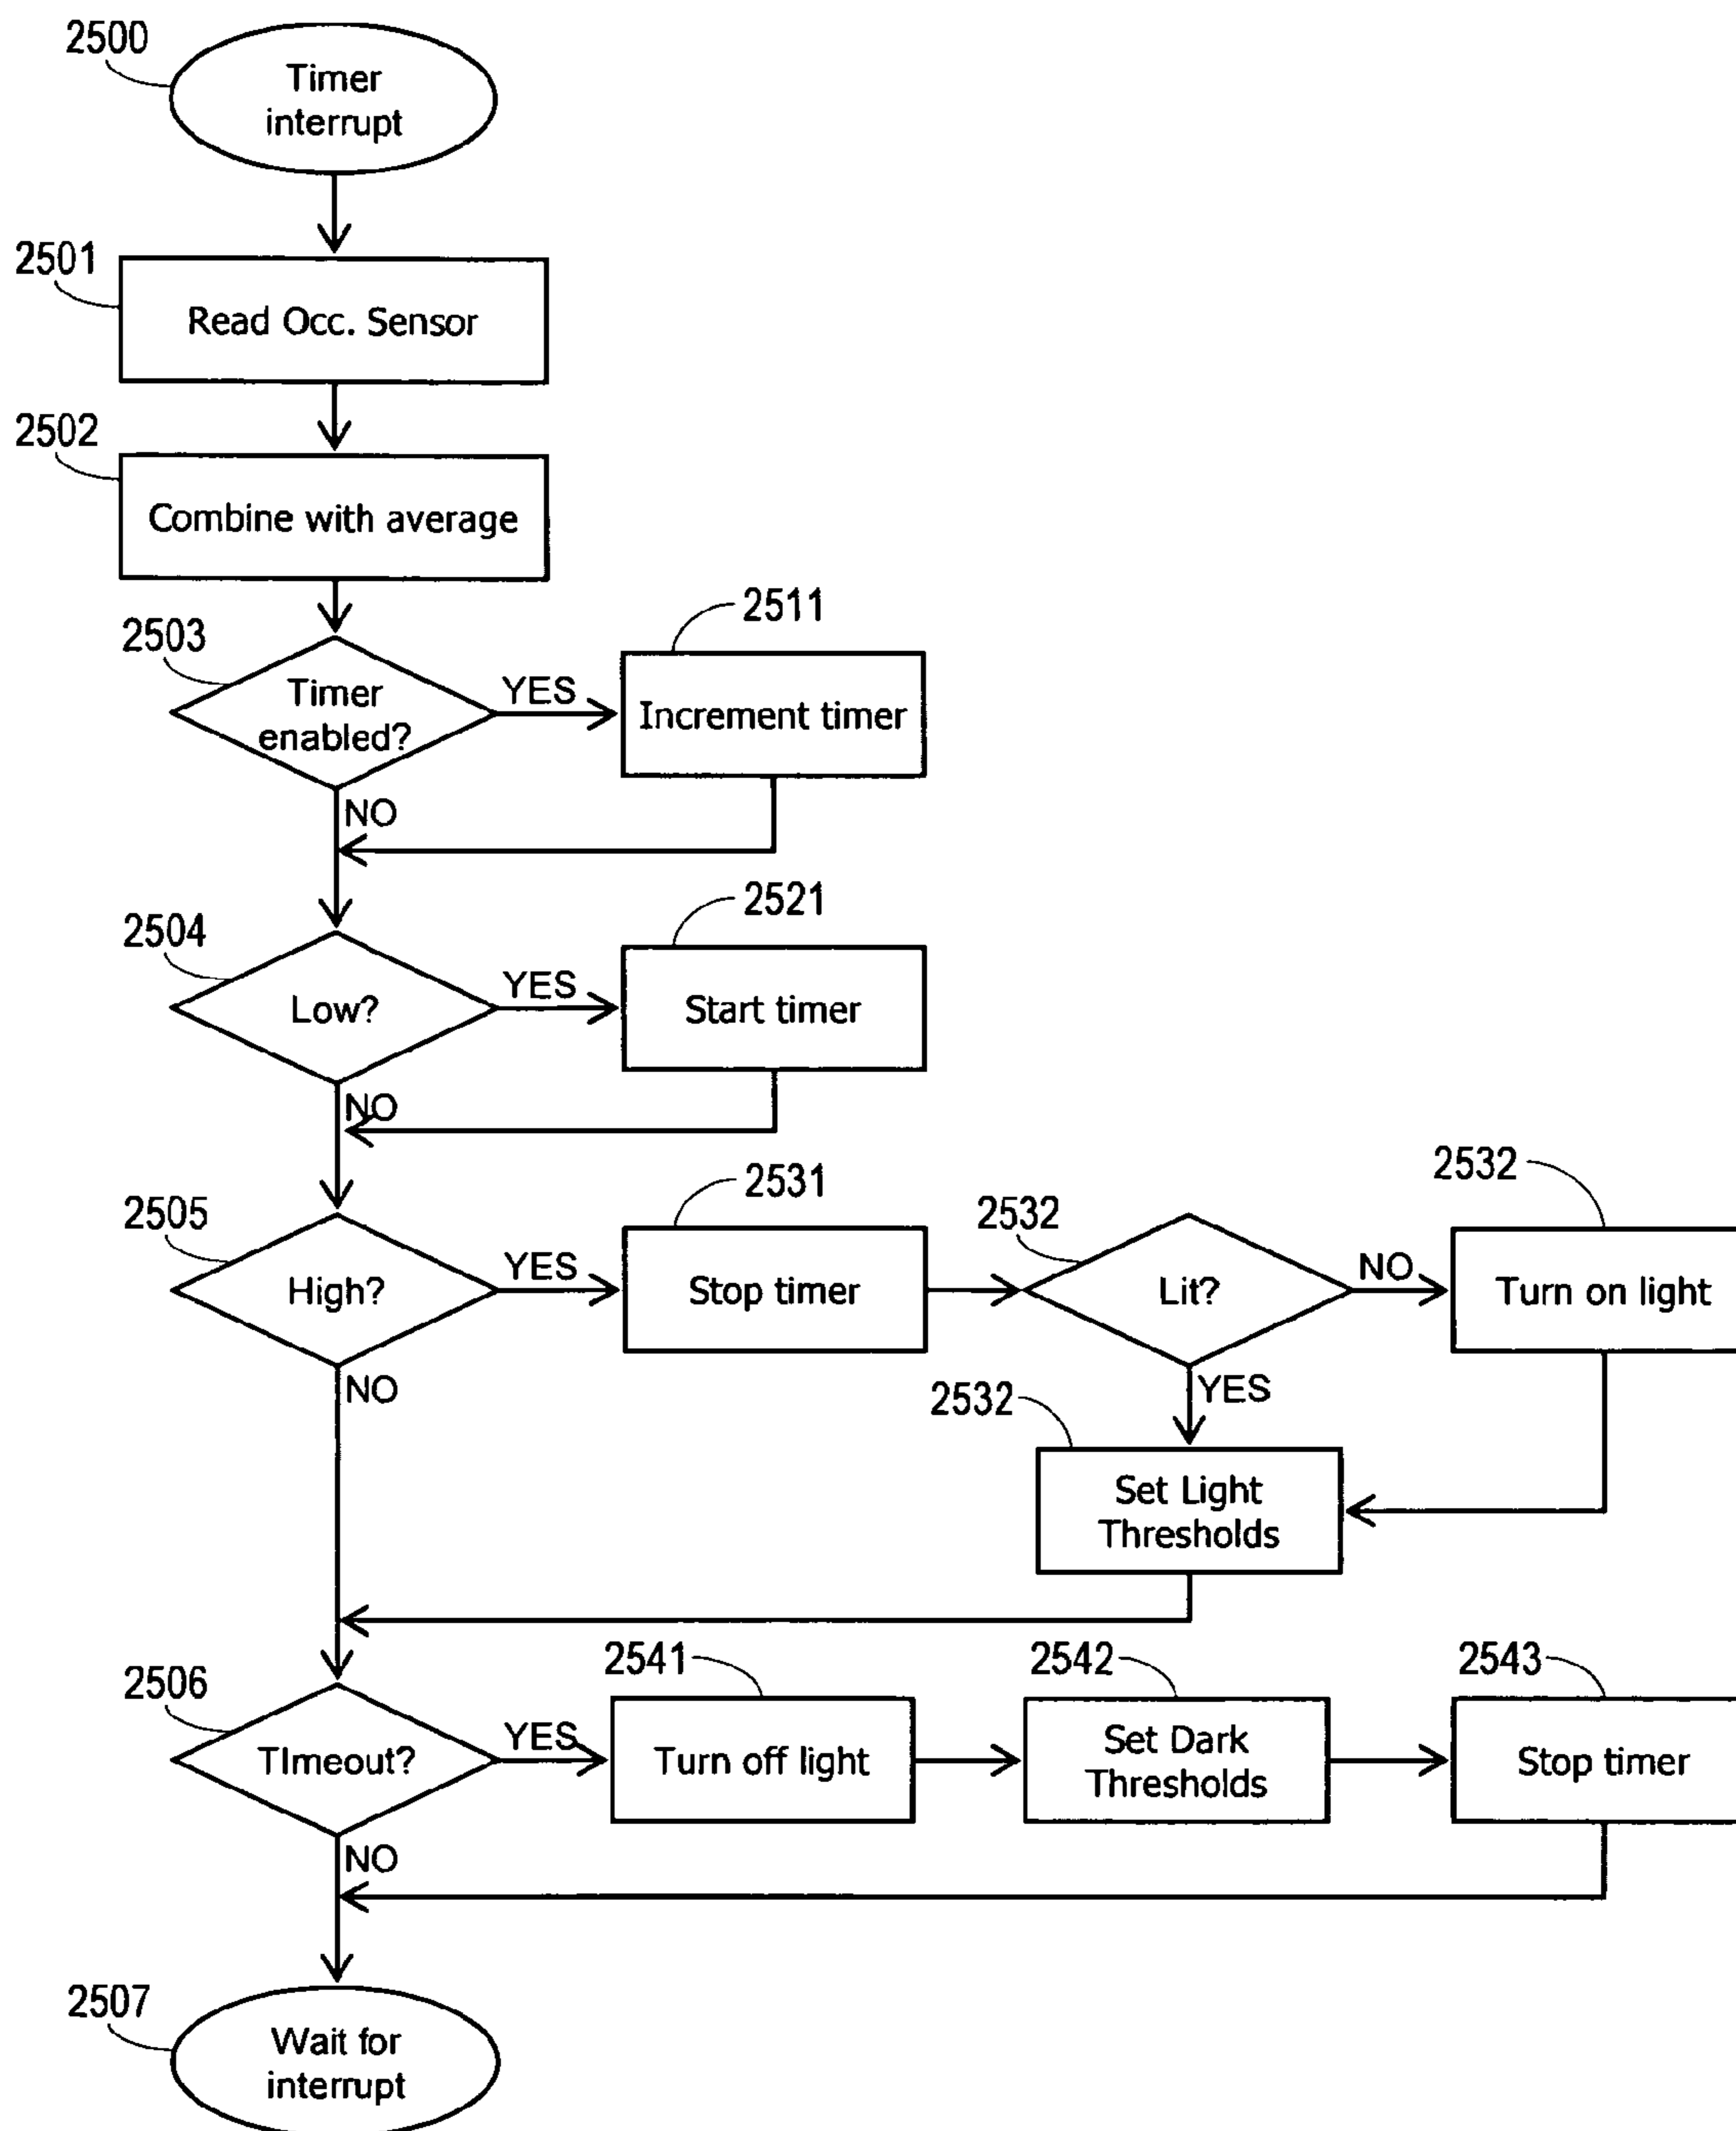 2500
Timer
interrupt
2501
Read Occ. Sensor
2502
Combine with average
2503
Timer
enabled?
YES
2511
Increment timer
NO
2504
Low?
YES
2521
Start timer
NO
2505
High?
YES
2531
Stop timer
2532
Lit?
NO
2532
Turn on light
YES
2532
Set Light
Thresholds
NO
2506
TImeout?
YES
2541
Turn off light
2542
Set Dark
Thresholds
2543
Stop timer
NO
2507
Wait for
interrupt